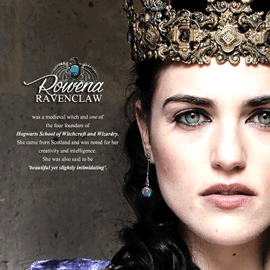 Rowena
RAVENCLAW
was a medieval witch and one of
the four founders of
Hogwarts School of Witchcraft and Wizardry.
She came from Scotland and was noted for her
creativity and intelligence.
She was also said to be
'beautiful yet slightly intimidating'.